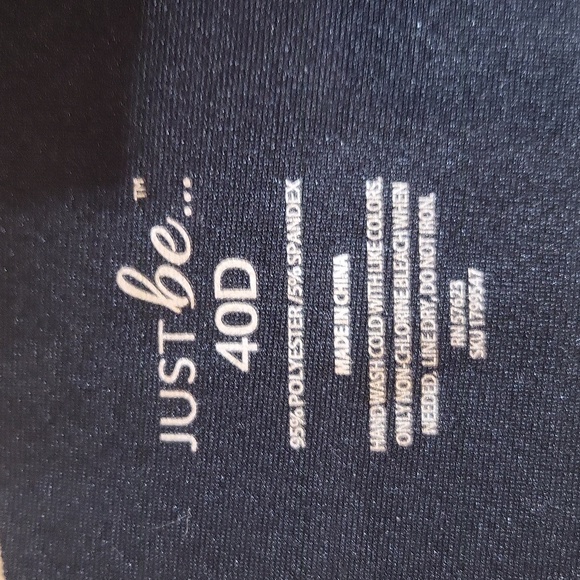 JUST be...™
40D
95% POLYESTER / 5% SPANDEX
MADE IN CHINA
HAND WASH COLD WITH LIKE COLORS.
ONLY NON-CHLORINE BLEACH WHEN
NEEDED. LINE DRY, DO NOT IRON.
RN 57623